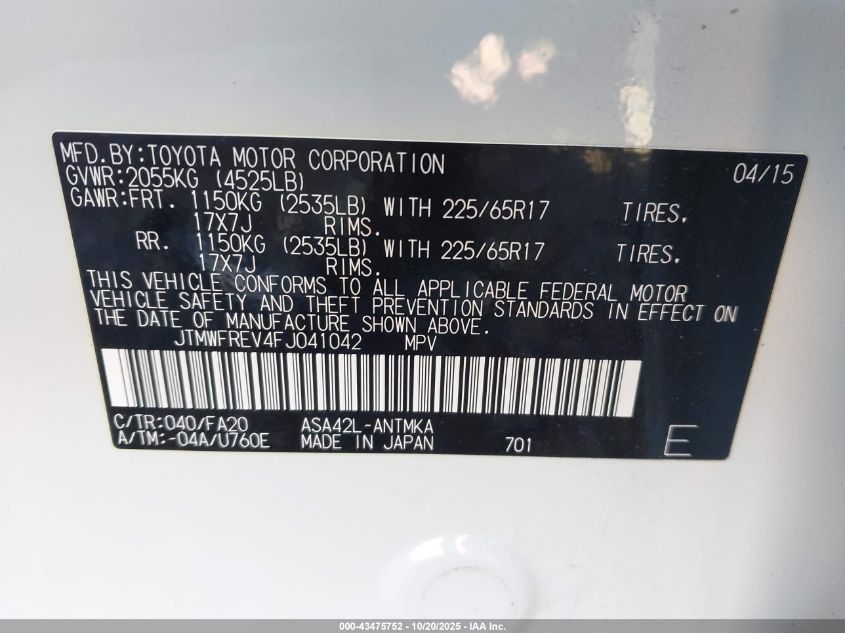 MFD.BY:TOYOTA MOTOR CORPORATION 04/15
GVWR:2055KG (4525LB)
GAWR:FRT. 1150KG (2535LB) WITH 225/65R17 TIRES,
17X7J RIMS.
RR. 1150KG (2535LB) WITH 225/65R17 TIRES,
17X7J RIMS.
THIS VEHICLE CONFORMS TO ALL APPLICABLE FEDERAL MOTOR
VEHICLE SAFETY AND THEFT PREVENTION STANDARDS IN EFFECT ON
THE DATE OF MANUFACTURE SHOWN ABOVE.
JTMWFREV4FJ041042 MPV
C/TR:040/FA20 ASA42L-ANTMKA
A/TM:-04A/U760E MADE IN JAPAN 701 E
000-43475752 - 10/20/2025 - IAA Inc.